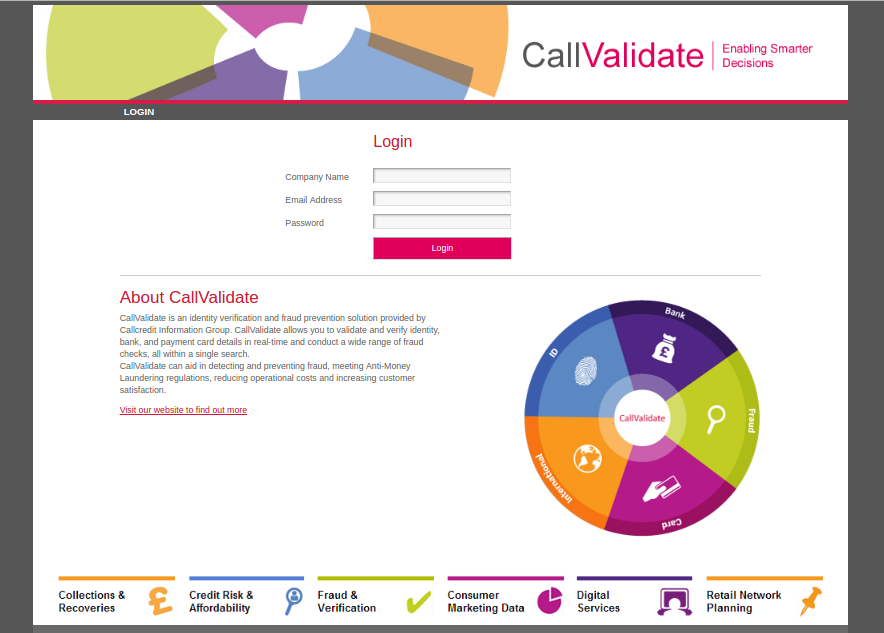 CallValidate
Enabling Smarter
Decisions
LOGIN
Login
Company Name
Email Address
Password
Login
About CallValidate
CallValidate is an identity verification and fraud prevention solution provided by
Callcredit Information Group. CallValidate allows you to validate and verify identity,
bank, and payment card details in real-time and conduct a wide range of fraud
checks, all within a single search.
CallValidate can aid in detecting and preventing fraud, meeting Anti-Money
Laundering regulations, reducing operational costs and increasing customer
satisfaction.
Visit our website to find out more
Bank
ID
£
CallValidate
Fraud
International
Card
Collections &
Recoveries
£
Credit Risk &
Affordability
Fraud &
Verification
Consumer
Marketing Data
Digital
Services
Retail Network
Planning